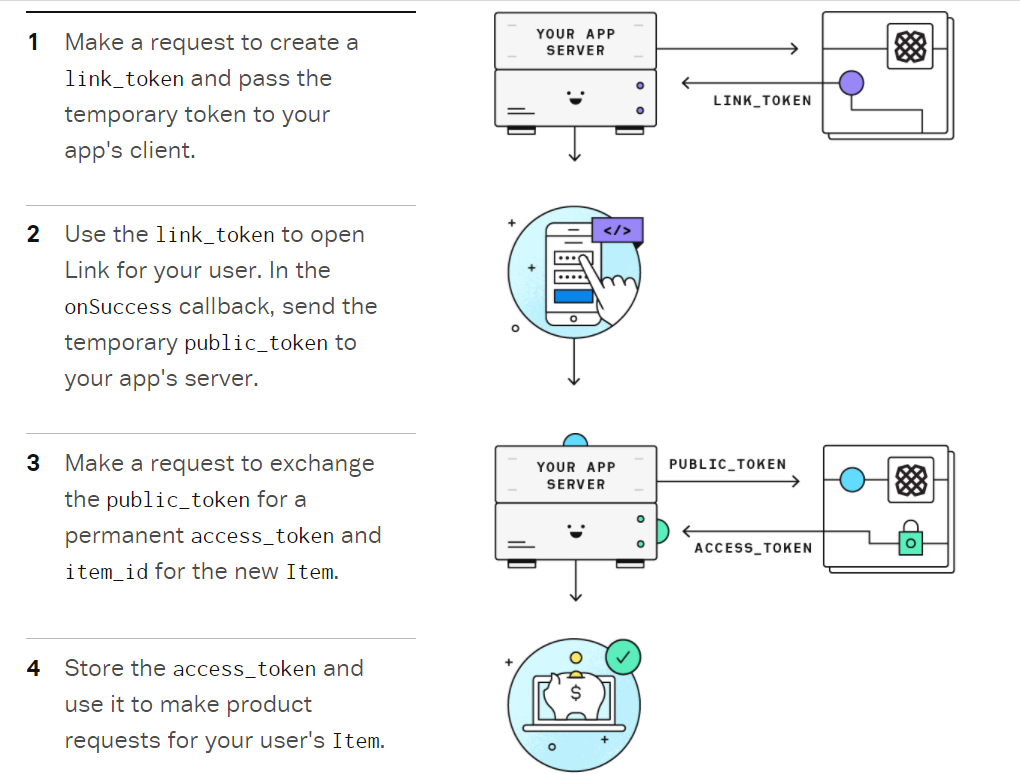 1 Make a request to create a
link_token and pass the
temporary token to your
app's client.
YOUR APP
SERVER
LINK_TOKEN
2 Use the link_token to open
Link for your user. In the
onSuccess callback, send the
temporary public_token to
your app's server.
</>
3 Make a request to exchange
the public_token for a
permanent access_token and
item_id for the new Item.
YOUR APP
SERVER
PUBLIC_TOKEN
ACCESS_TOKEN
4 Store the access_token and
use it to make product
requests for your user's Item.
$